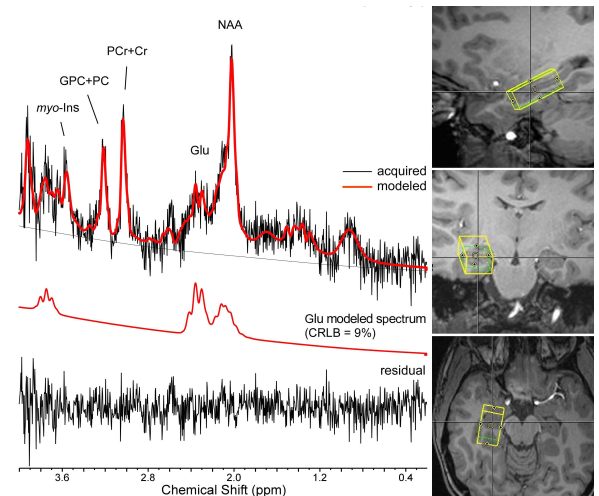 NAA
PCr+Cr
GPC+PC
myo-Ins
Glu
acquired
modeled
Glu modeled spectrum
(CRLB = 9%)
residual
3.6 2.8 2.0 1.2 0.4
Chemical Shift (ppm)